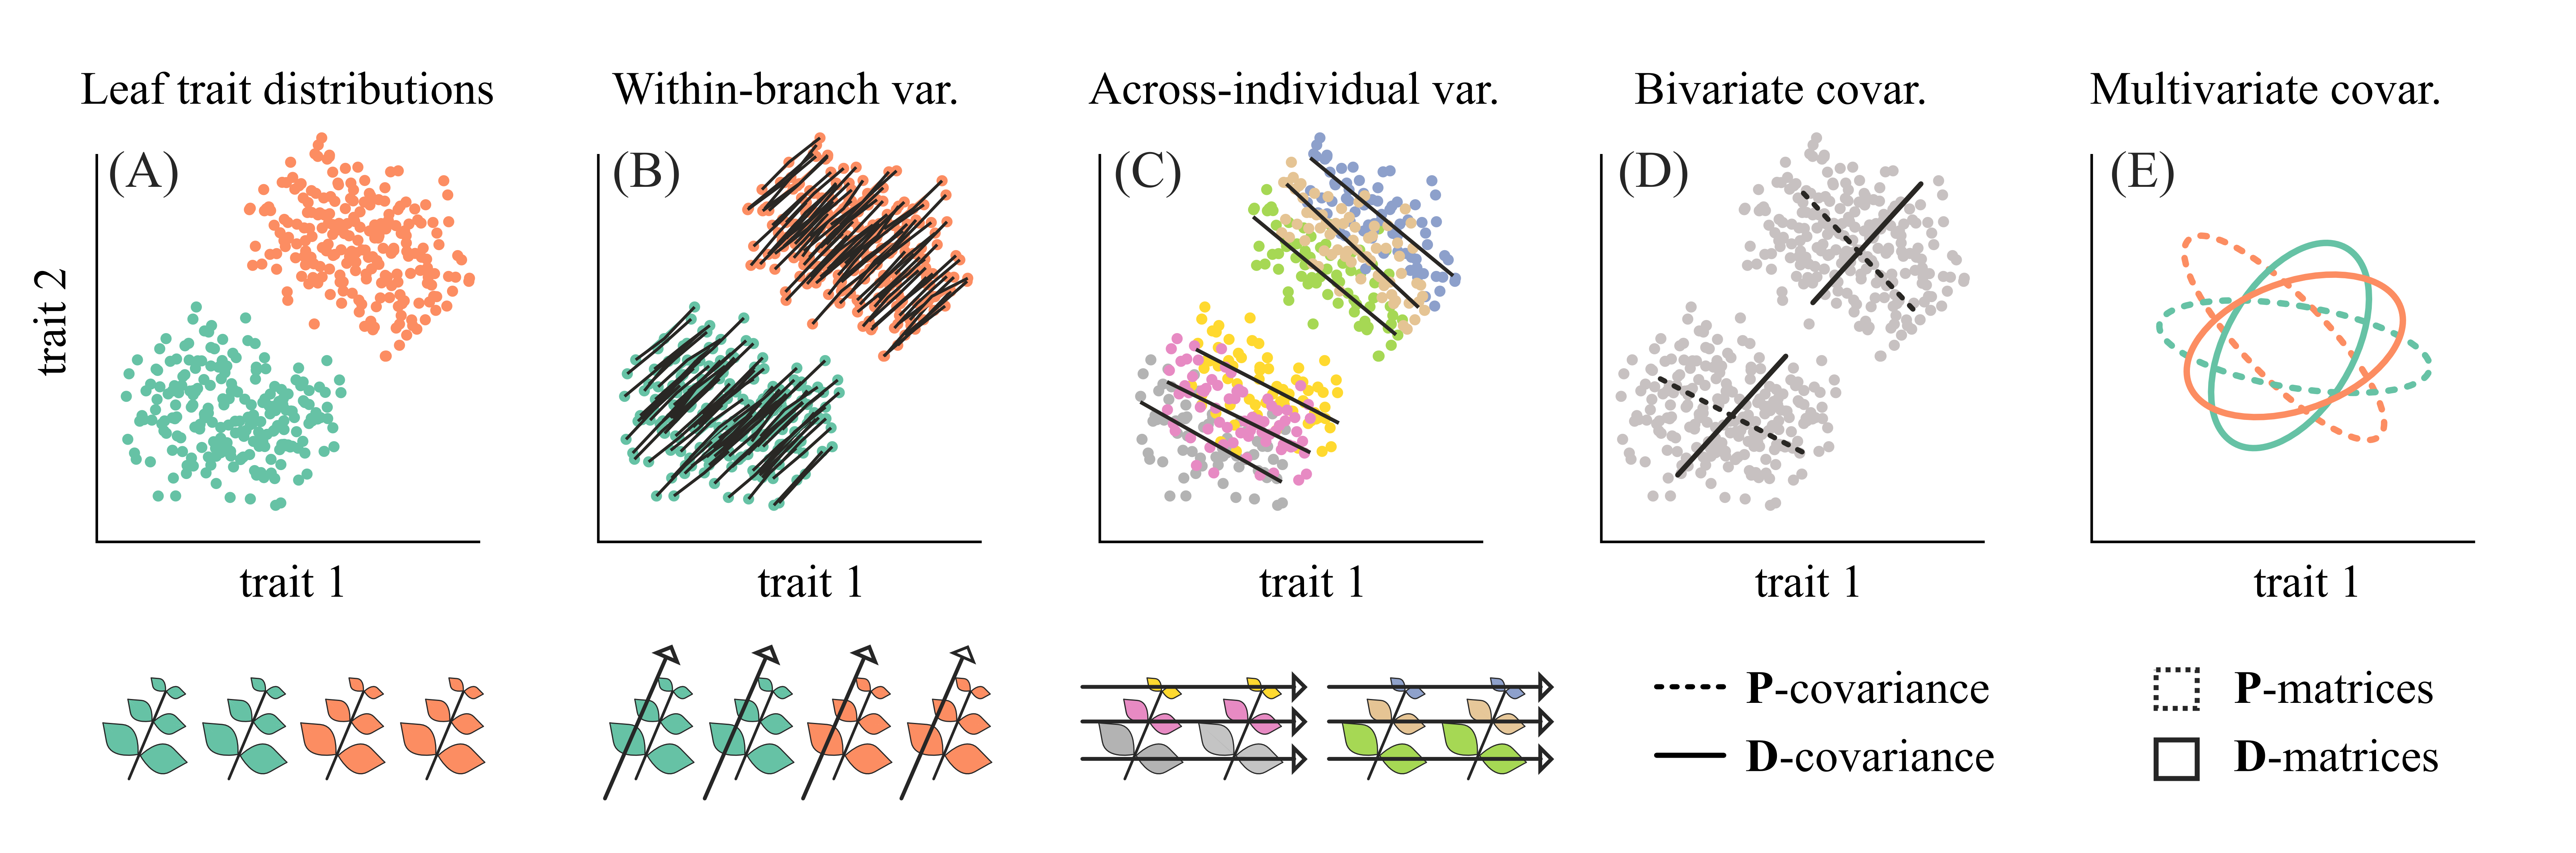 Leaf trait distributions
Within-branch var.
Across-individual var.
Bivariate covar.
Multivariate covar.
(A)
(B)
(C)
(D)
(E)
trait 2
trait 1
trait 1
trait 1
trait 1
trait 1
P-covariance
P-matrices
D-covariance
D-matrices